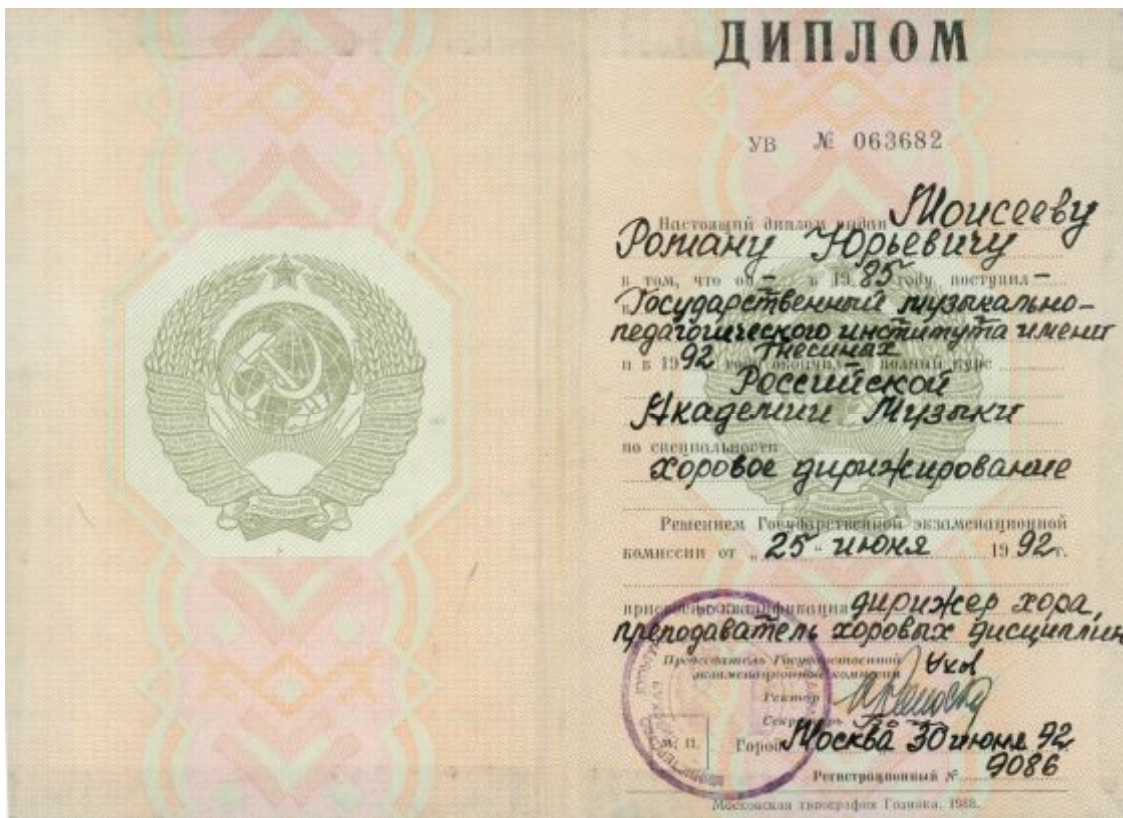 ДИПЛОМ
УВ № 063682
Настоящий диплом выдан Моисееву
Роману Юрьевичу
в том, что он – в 1985 году поступил –
в Государственный музыкально-
педагогического института имени
Гнесиных
и в 1992 году окончил полный курс
Российской
Академии Музыки
по специальности
хоровое дирижирование
Решением Государственной экзаменационной
комиссии от „25“ июня 1992г.
присвоена квалификация дирижер хора,
преподаватель хоровых дисциплин
Председатель Государственной
экзаменационной комиссии
Ректор
Секретарь
М. П.
Город Москва 30 июня 92
Регистрационный № 9086
Московская типография Гознака. 1988.